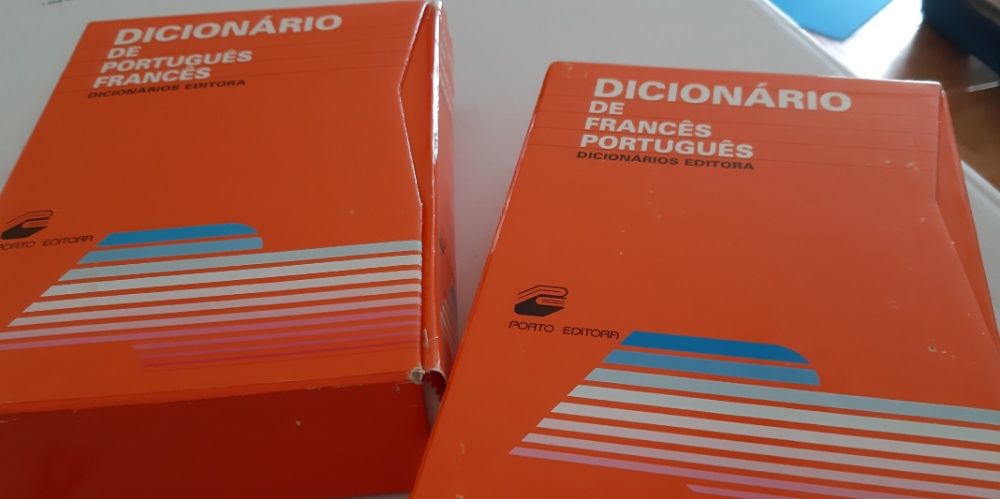 DICIONÁRIO
DE
PORTUGUÊS
FRANCÊS
DICIONÁRIOS EDITORA
PORTO EDITORA
DICIONÁRIO
DE
FRANCÊS
PORTUGUÊS
DICIONÁRIOS EDITORA
PORTO EDITORA